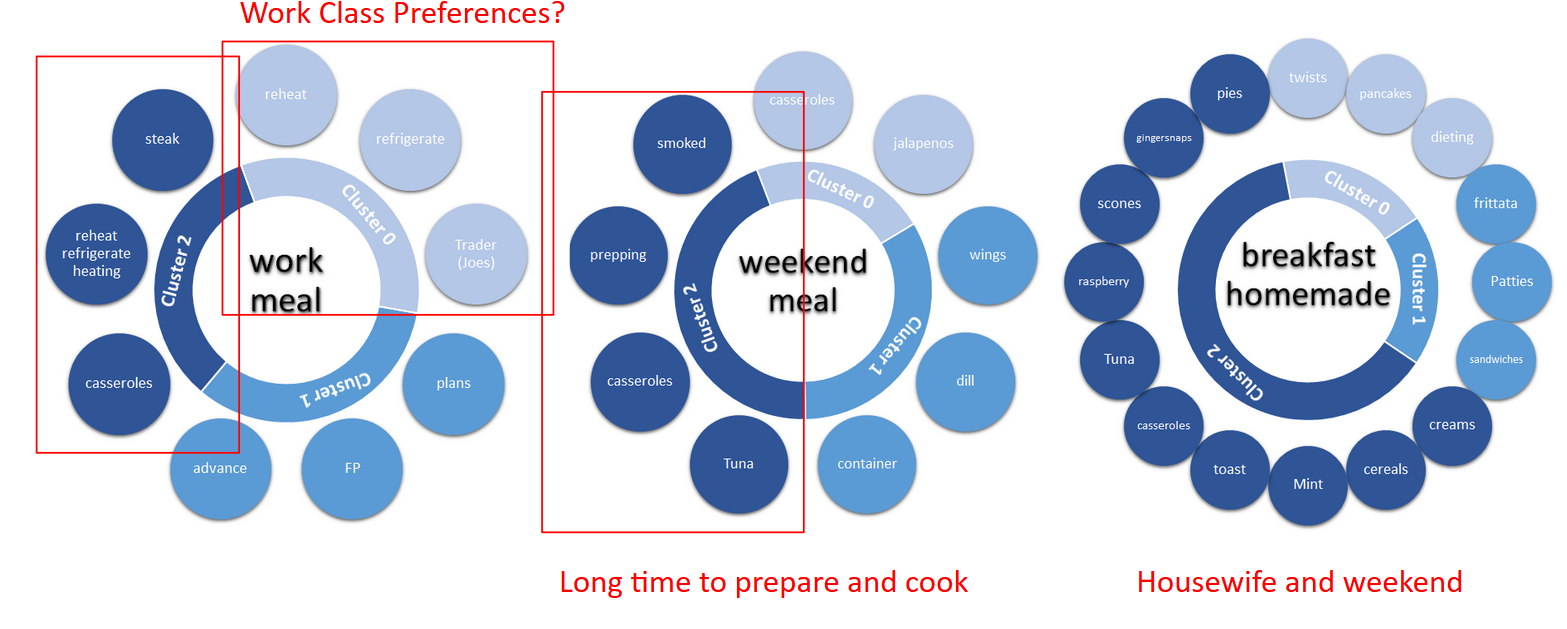 Work Class Preferences?
reheat
refrigerate
Trader
(Joes)
plans
FP
advance
casseroles
reheat
refrigerate
heating
steak
Cluster 0
Cluster 1
Cluster 2
work
meal
casseroles
jalapenos
wings
dill
container
Tuna
casseroles
prepping
smoked
Cluster 0
Cluster 1
Cluster 2
weekend
meal
Long time to prepare and cook
twists
pancakes
dieting
frittata
Patties
sandwiches
creams
cereals
Mint
toast
casseroles
Tuna
raspberry
scones
gingersnaps
pies
Cluster 0
Cluster 1
Cluster 2
breakfast
homemade
Housewife and weekend